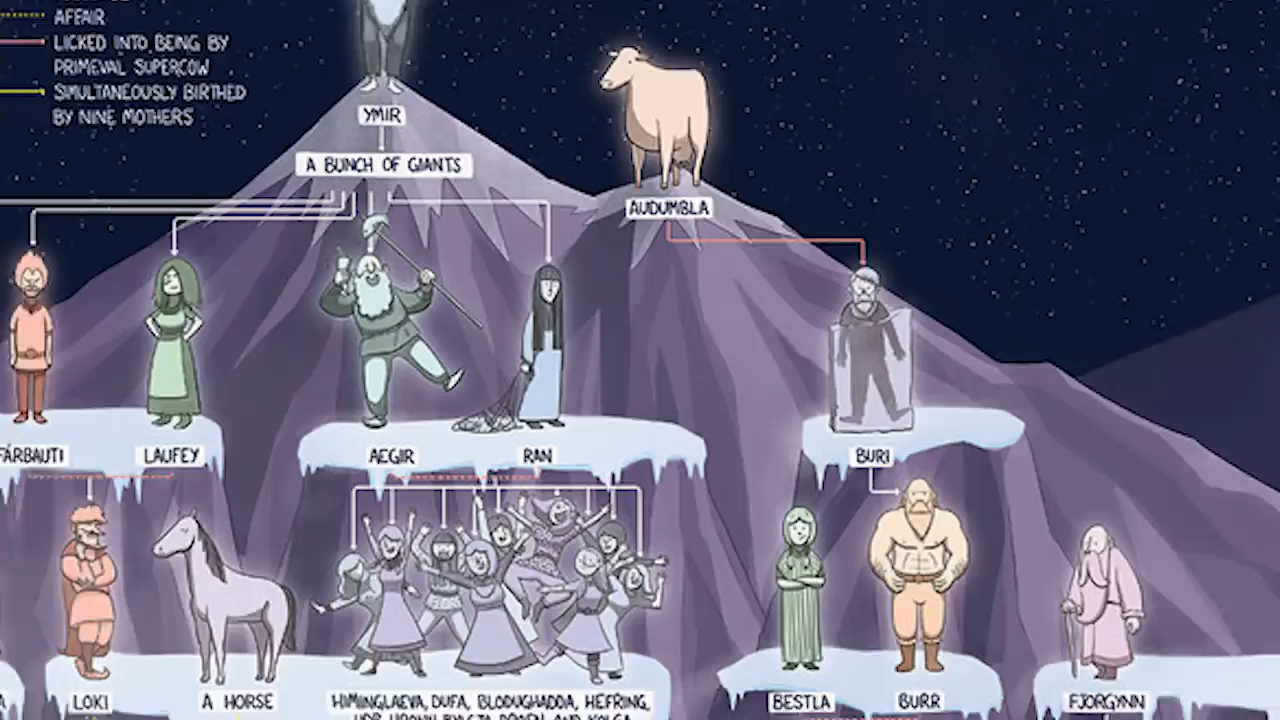 AFFAIR
LICKED INTO BEING BY
PRIMEVAL SUPERCOW
SIMULTANEOUSLY BIRTHED
BY NINE MOTHERS
YMIR
A BUNCH OF GIANTS
AUDUMBLA
FÁRBAUTI
LAUFEY
AEGIR
RAN
BURI
LOKI
A HORSE
HIMINGLAEVA, DUFA, BLODUGHADDA, HEFRING,
BESTLA
BURR
FJORGYNN